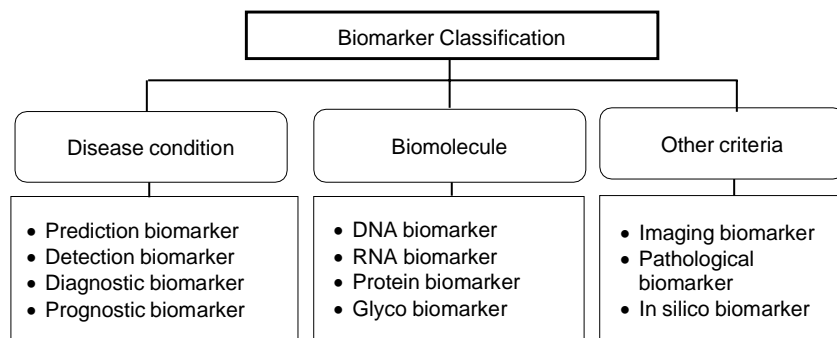 Biomarker Classification
Disease condition
Biomolecule
Other criteria
• Prediction biomarker
• Detection biomarker
• Diagnostic biomarker
• Prognostic biomarker
• DNA biomarker
• RNA biomarker
• Protein biomarker
• Glyco biomarker
• Imaging biomarker
• Pathological
biomarker
• In silico biomarker